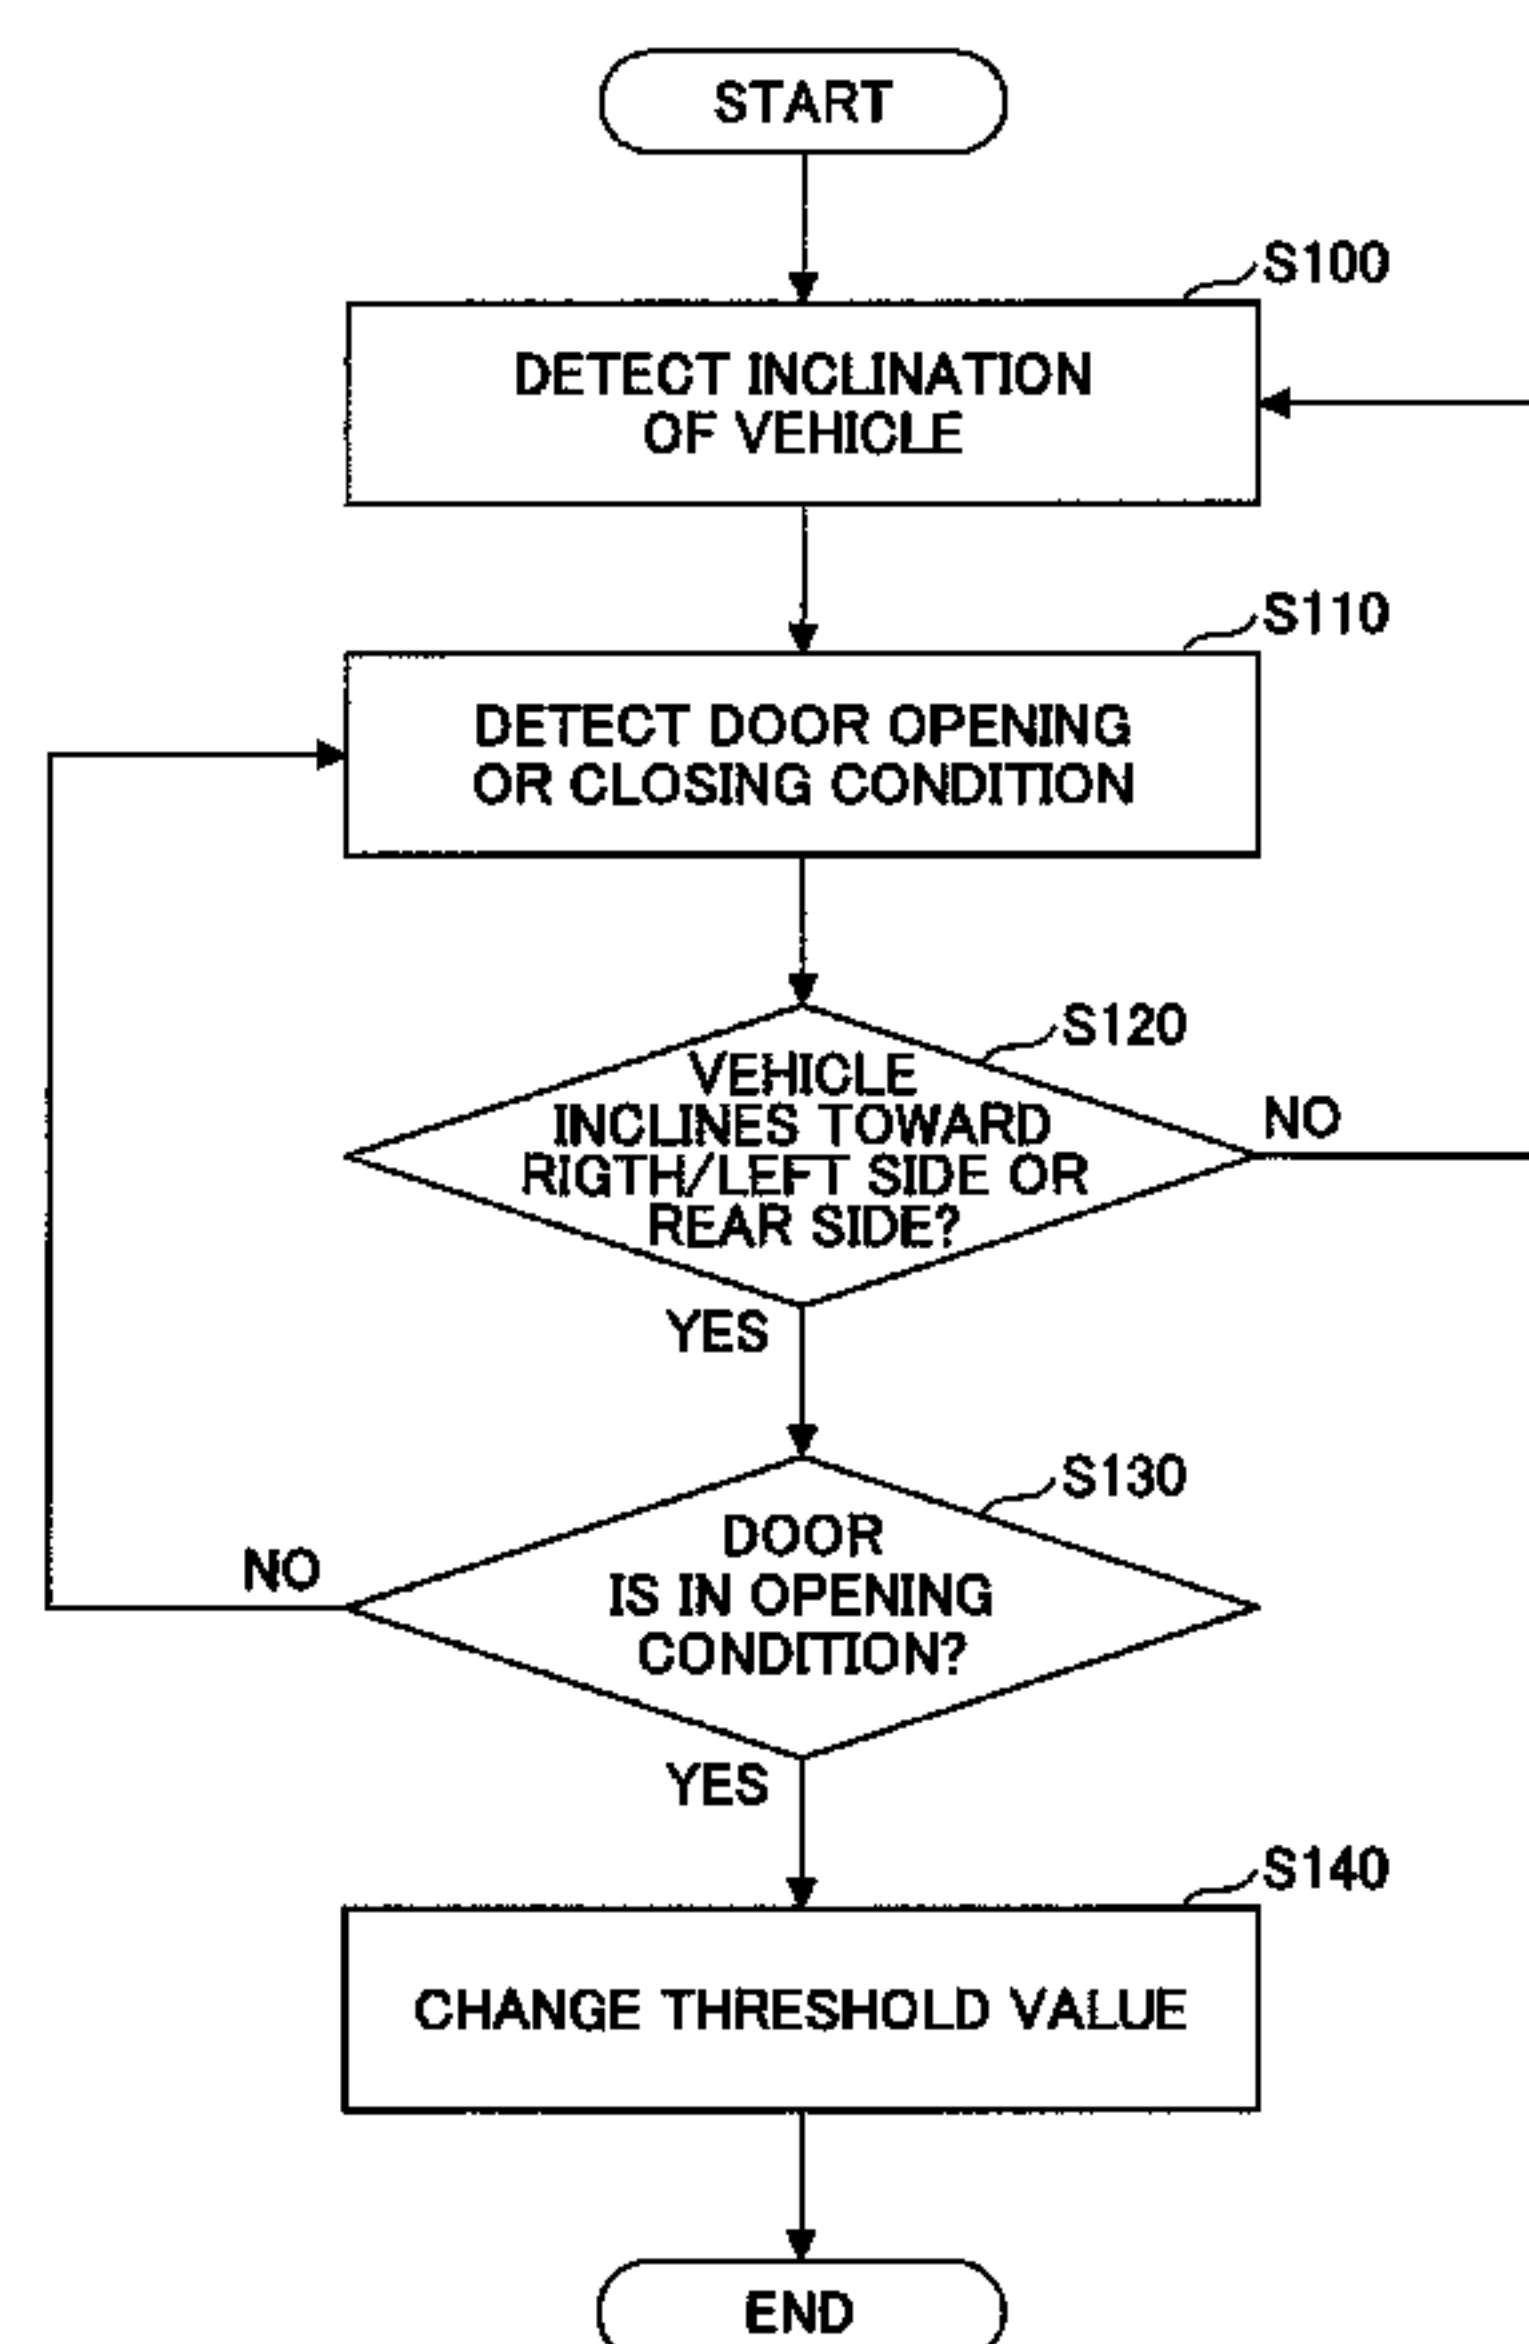 START
S100
DETECT INCLINATION
OF VEHICLE
S110
DETECT DOOR OPENING
OR CLOSING CONDITION
S120
VEHICLE
INCLINES TOWARD
RIGTH/LEFT SIDE OR
REAR SIDE?
NO
YES
S130
DOOR
IS IN OPENING
CONDITION?
NO
YES
S140
CHANGE THRESHOLD VALUE
END